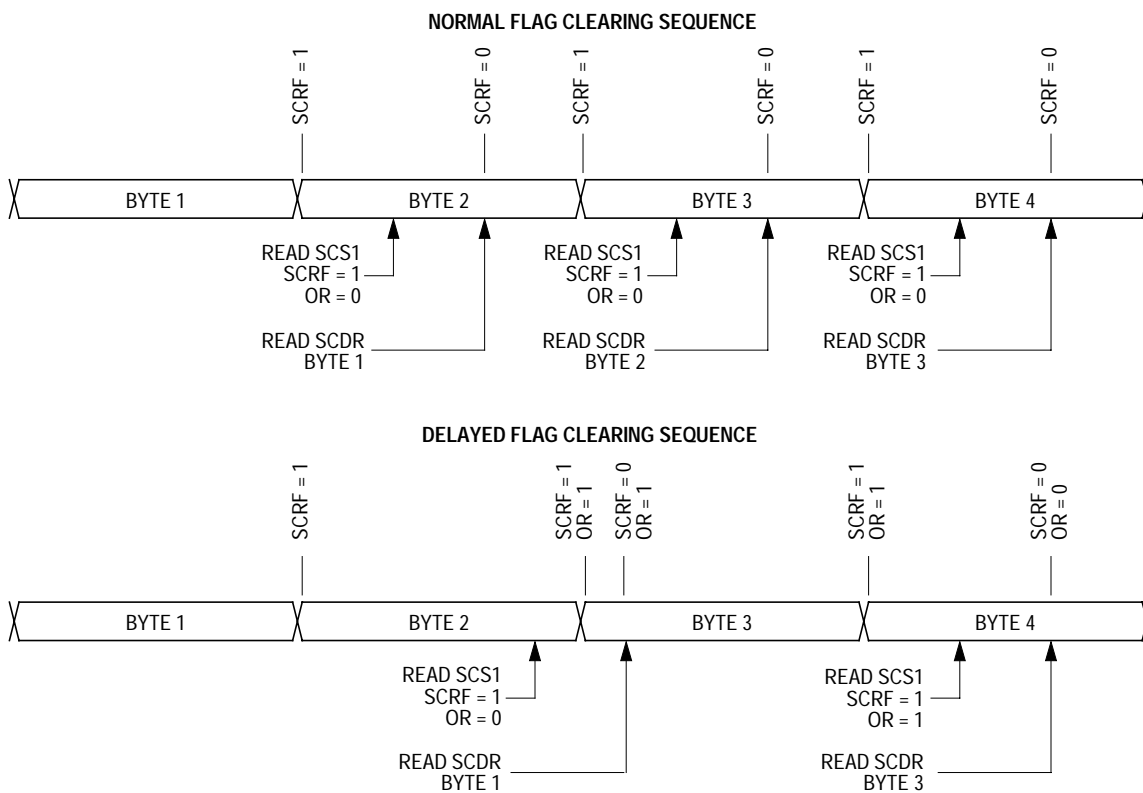 NORMAL FLAG CLEARING SEQUENCE
SCRF = 1
SCRF = 0
SCRF = 1
SCRF = 0
SCRF = 1
SCRF = 0
BYTE 1
BYTE 2
BYTE 3
BYTE 4
READ SCS1
SCRF = 1
OR = 0
READ SCS1
SCRF = 1
OR = 0
READ SCS1
SCRF = 1
OR = 0
READ SCDR
BYTE 1
READ SCDR
BYTE 2
READ SCDR
BYTE 3
DELAYED FLAG CLEARING SEQUENCE
SCRF = 1
SCRF = 1
OR = 1
SCRF = 0
OR = 1
SCRF = 1
OR = 1
SCRF = 0
OR = 0
BYTE 1
BYTE 2
BYTE 3
BYTE 4
READ SCS1
SCRF = 1
OR = 0
READ SCS1
SCRF = 1
OR = 1
READ SCDR
BYTE 1
READ SCDR
BYTE 3